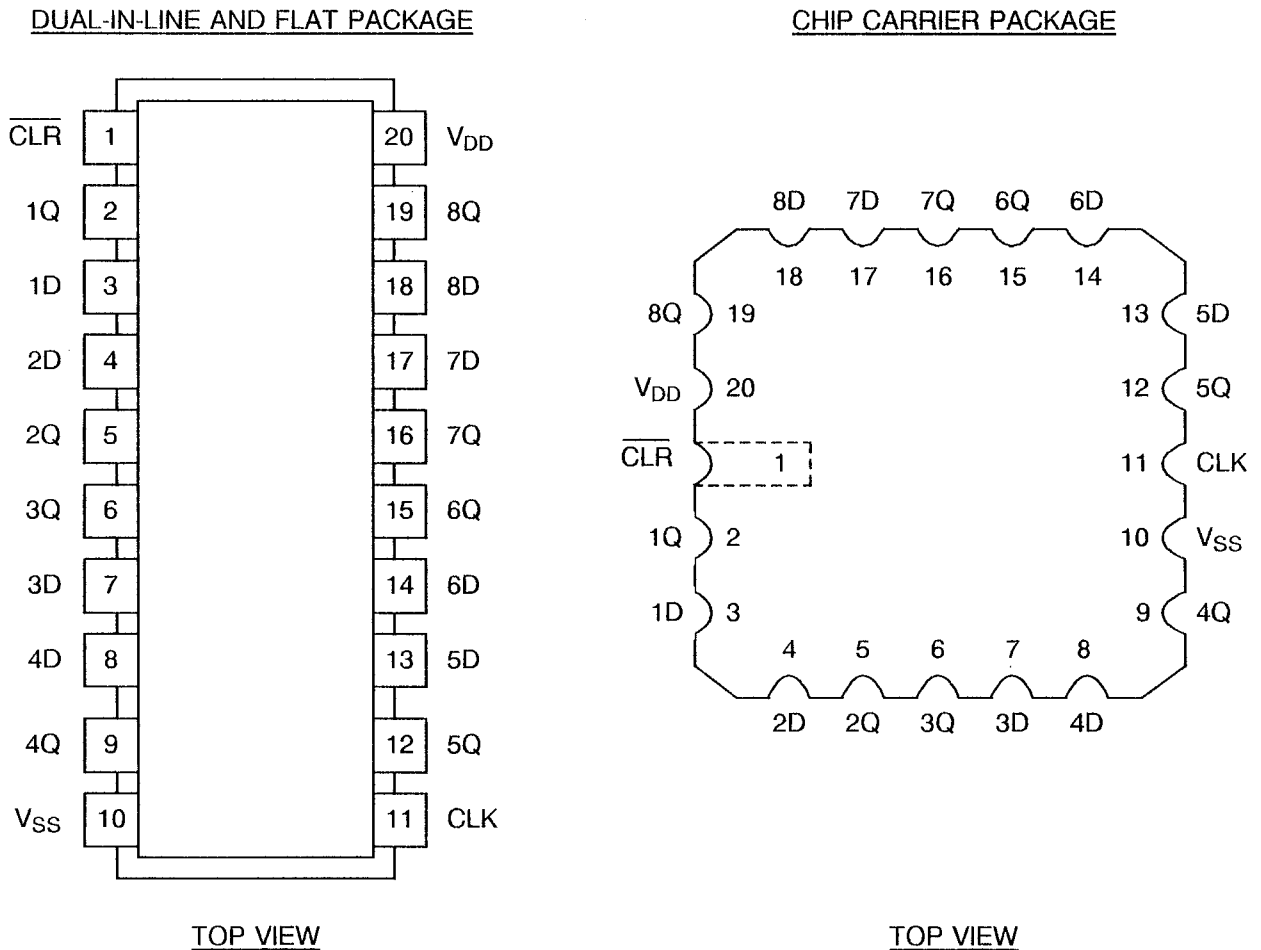 DUAL-IN-LINE AND FLAT PACKAGE
C̅L̅R̅ 1 20 VDD
1Q 2 19 8Q
1D 3 18 8D
2D 4 17 7D
2Q 5 16 7Q
3Q 6 15 6Q
3D 7 14 6D
4D 8 13 5D
4Q 9 12 5Q
VSS 10 11 CLK
TOP VIEW
CHIP CARRIER PACKAGE
8D 7D 7Q 6Q 6D
18 17 16 15 14
8Q 19 13 5D
VDD 20 12 5Q
C̅L̅R̅ 1 11 CLK
1Q 2 10 VSS
1D 3 9 4Q
4 5 6 7 8
2D 2Q 3Q 3D 4D
TOP VIEW